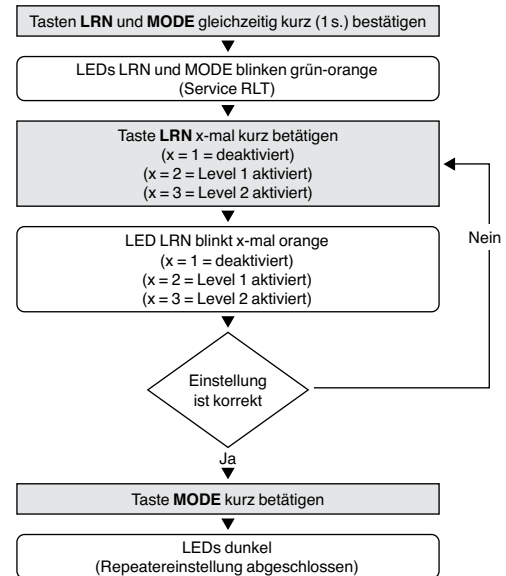 Tasten LRN und MODE gleichzeitig kurz (1 s.) bestätigen
LEDs LRN und MODE blinken grün-orange
(Service RLT)
Taste LRN x-mal kurz betätigen
(x = 1 = deaktiviert)
(x = 2 = Level 1 aktiviert)
(x = 3 = Level 2 aktiviert)
LED LRN blinkt x-mal orange
(x = 1 = deaktiviert)
(x = 2 = Level 1 aktiviert)
(x = 3 = Level 2 aktiviert)
Nein
Einstellung
ist korrekt
Ja
Taste MODE kurz betätigen
LEDs dunkel
(Repeatereinstellung abgeschlossen)